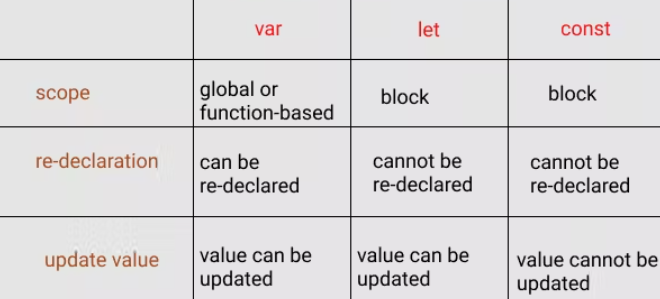 var let const
scope global or block block
function-based
re-declaration can be cannot be cannot be
re-declared re-declared re-declared
update value value can be value can be value cannot be
updated updated updated